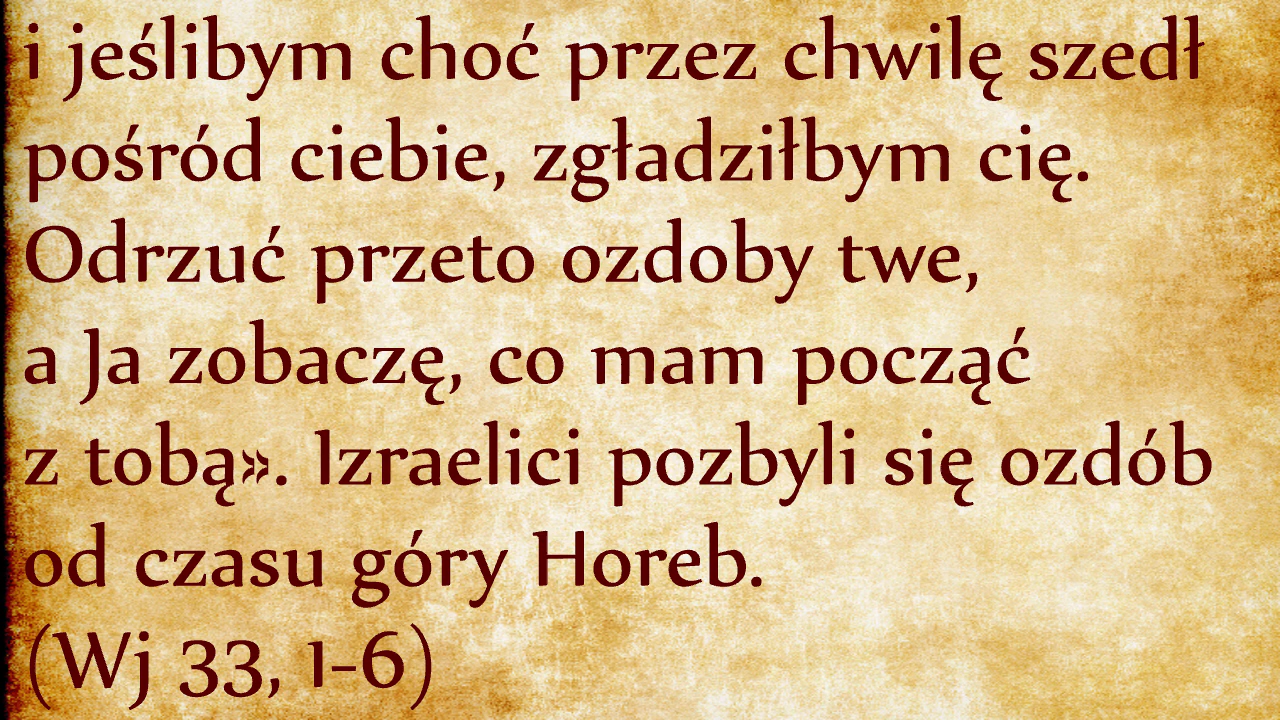 i jeślibym choć przez chwilę szedł
pośród ciebie, zgładziłbym cię.
Odrzuć przeto ozdoby twe,
a Ja zobaczę, co mam począć
z tobą». Izraelici pozbyli się ozdób
od czasu góry Horeb.
(Wj 33, 1-6)